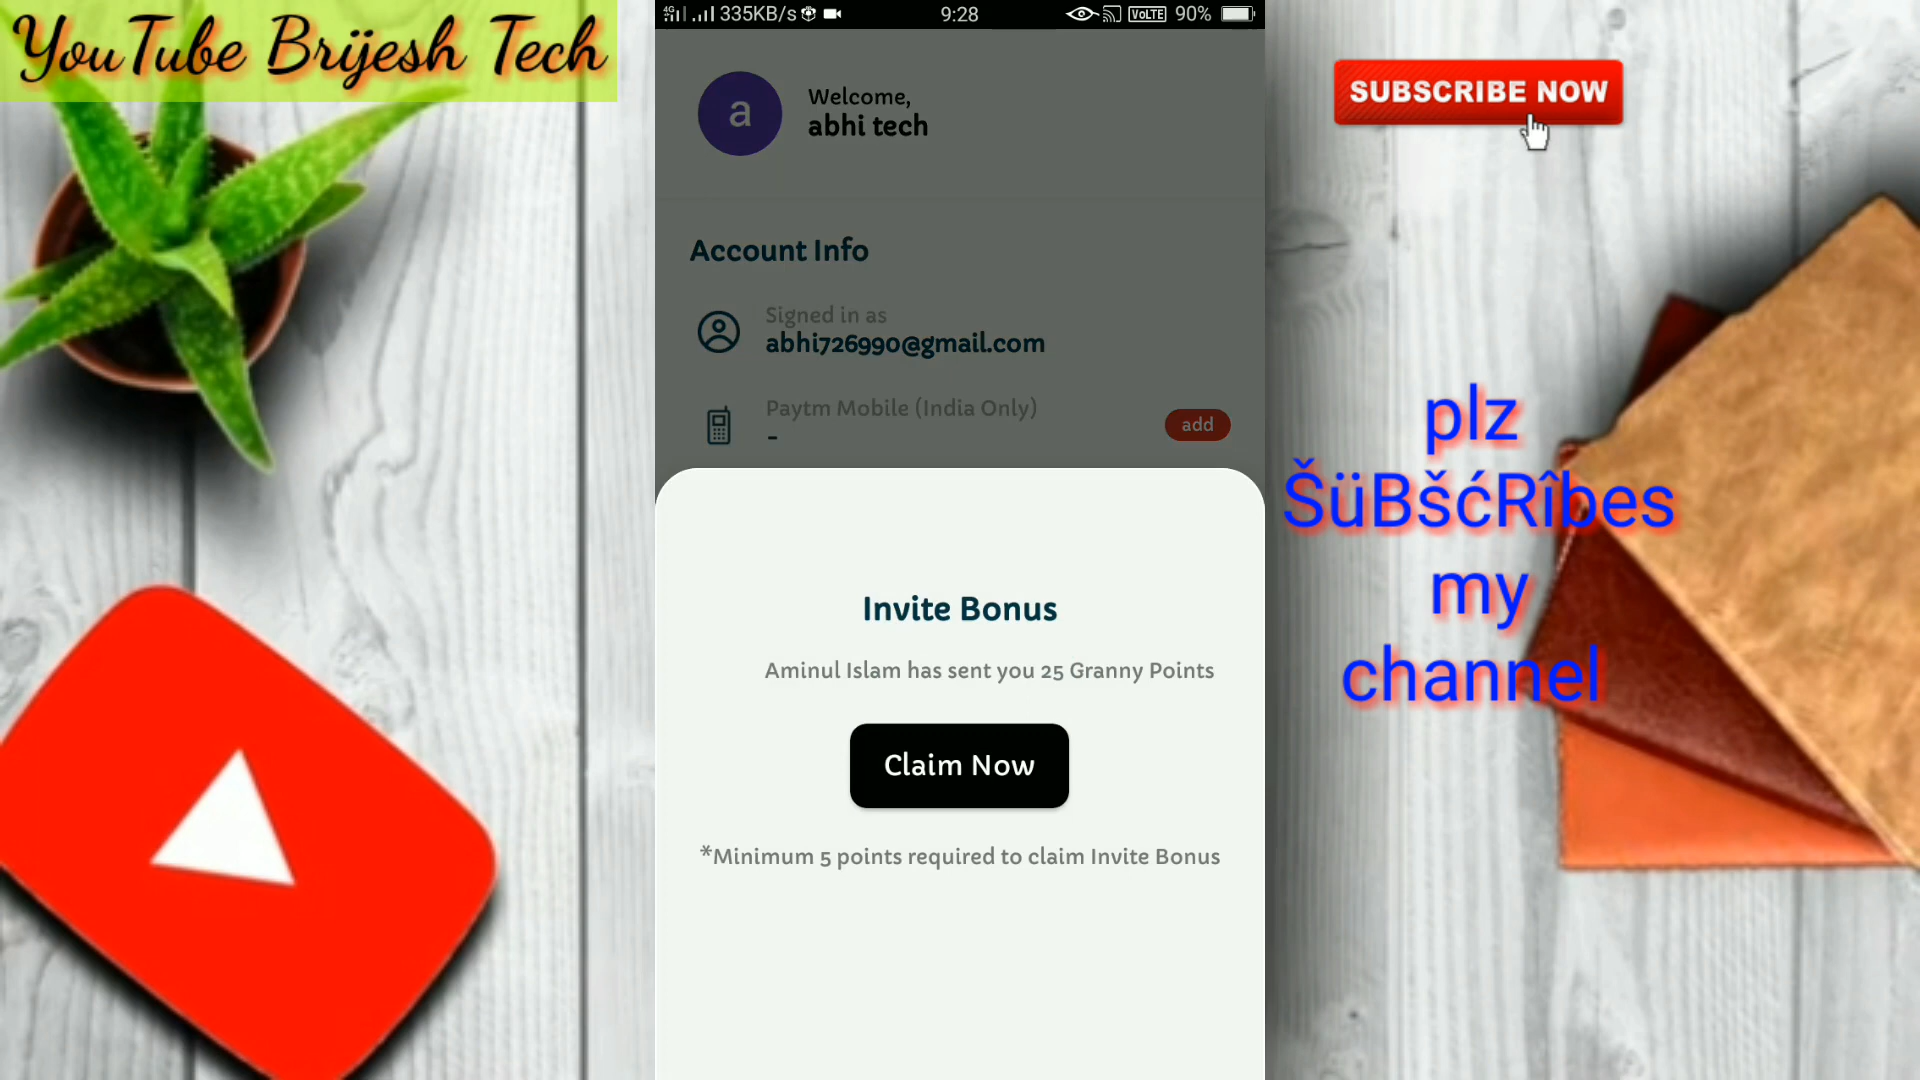 YouTube Brijesh Tech
4G 335KB/s 9:28 VoLTE 90%
a
Welcome,
abhi tech
Account Info
Signed in as
abhi726990@gmail.com
Paytm Mobile (India Only)
-
add
Invite Bonus
Aminul Islam has sent you 25 Granny Points
Claim Now
*Minimum 5 points required to claim Invite Bonus
SUBSCRIBE NOW
plz
ŠüBšćRîbes
my
channel